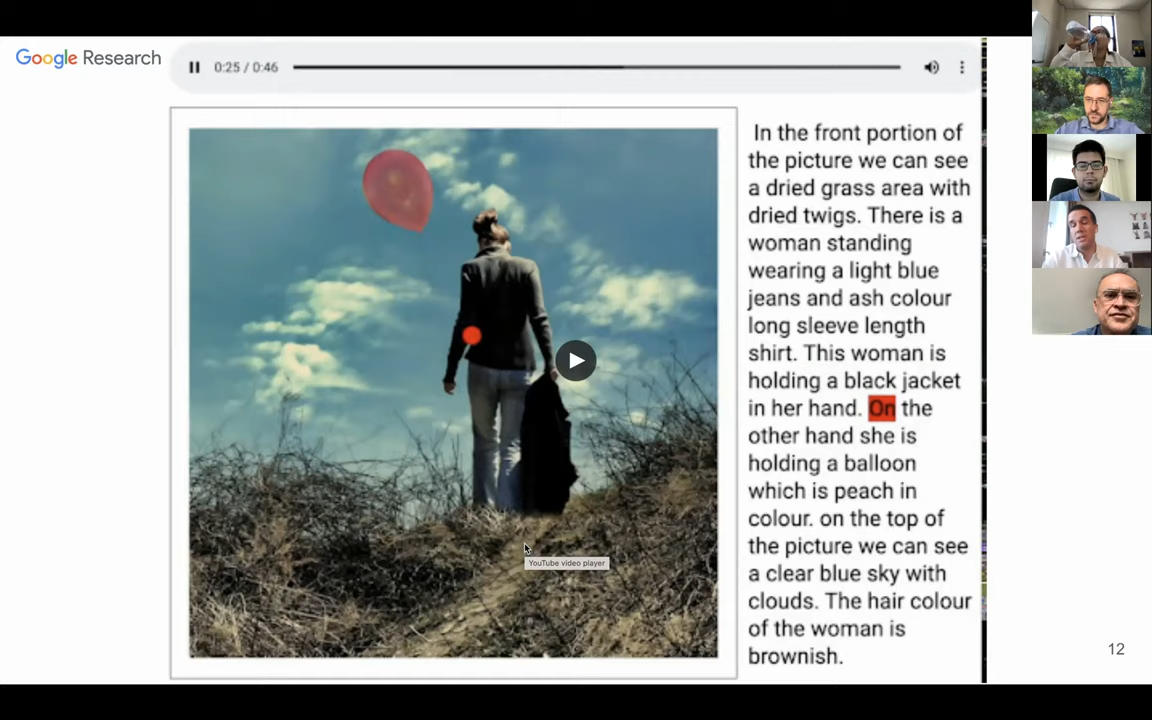 Google Research
0:25 / 0:46
In the front portion of
the picture we can see
a dried grass area with
dried twigs. There is a
woman standing
wearing a light blue
jeans and ash colour
long sleeve length
shirt. This woman is
holding a black jacket
in her hand. On the
other hand she is
holding a balloon
which is peach in
colour. on the top of
the picture we can see
a clear blue sky with
clouds. The hair colour
of the woman is
brownish.
YouTube video player
12